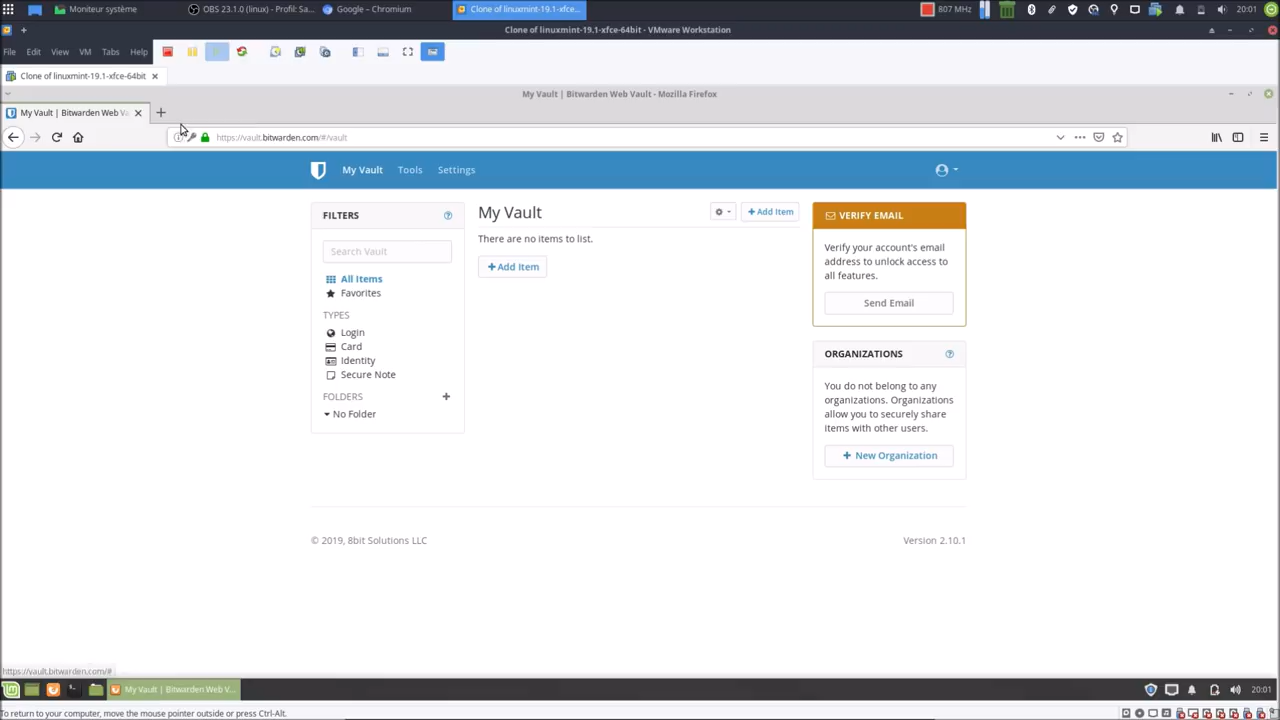 Moniteur système
OBS 23.1.0 (linux) - Profil: Sa...
Google – Chromium
Clone of linuxmint-19.1-xfce...
807 MHz
20:01
Clone of linuxmint-19.1-xfce-64bit - VMware Workstation
File Edit View VM Tabs Help
Clone of linuxmint-19.1-xfce-64bit
My Vault | Bitwarden Web Vault - Mozilla Firefox
My Vault | Bitwarden Web Va
https://vault.bitwarden.com/#/vault
My Vault Tools Settings
FILTERS
Search Vault
All Items
Favorites
TYPES
Login
Card
Identity
Secure Note
FOLDERS
No Folder
My Vault
+ Add Item
There are no items to list.
+ Add Item
VERIFY EMAIL
Verify your account's email
address to unlock access to
all features.
Send Email
ORGANIZATIONS
You do not belong to any
organizations. Organizations
allow you to securely share
items with other users.
+ New Organization
© 2019, 8bit Solutions LLC
Version 2.10.1
https://vault.bitwarden.com/#
My Vault | Bitwarden Web V...
20:01
To return to your computer, move the mouse pointer outside or press Ctrl-Alt.